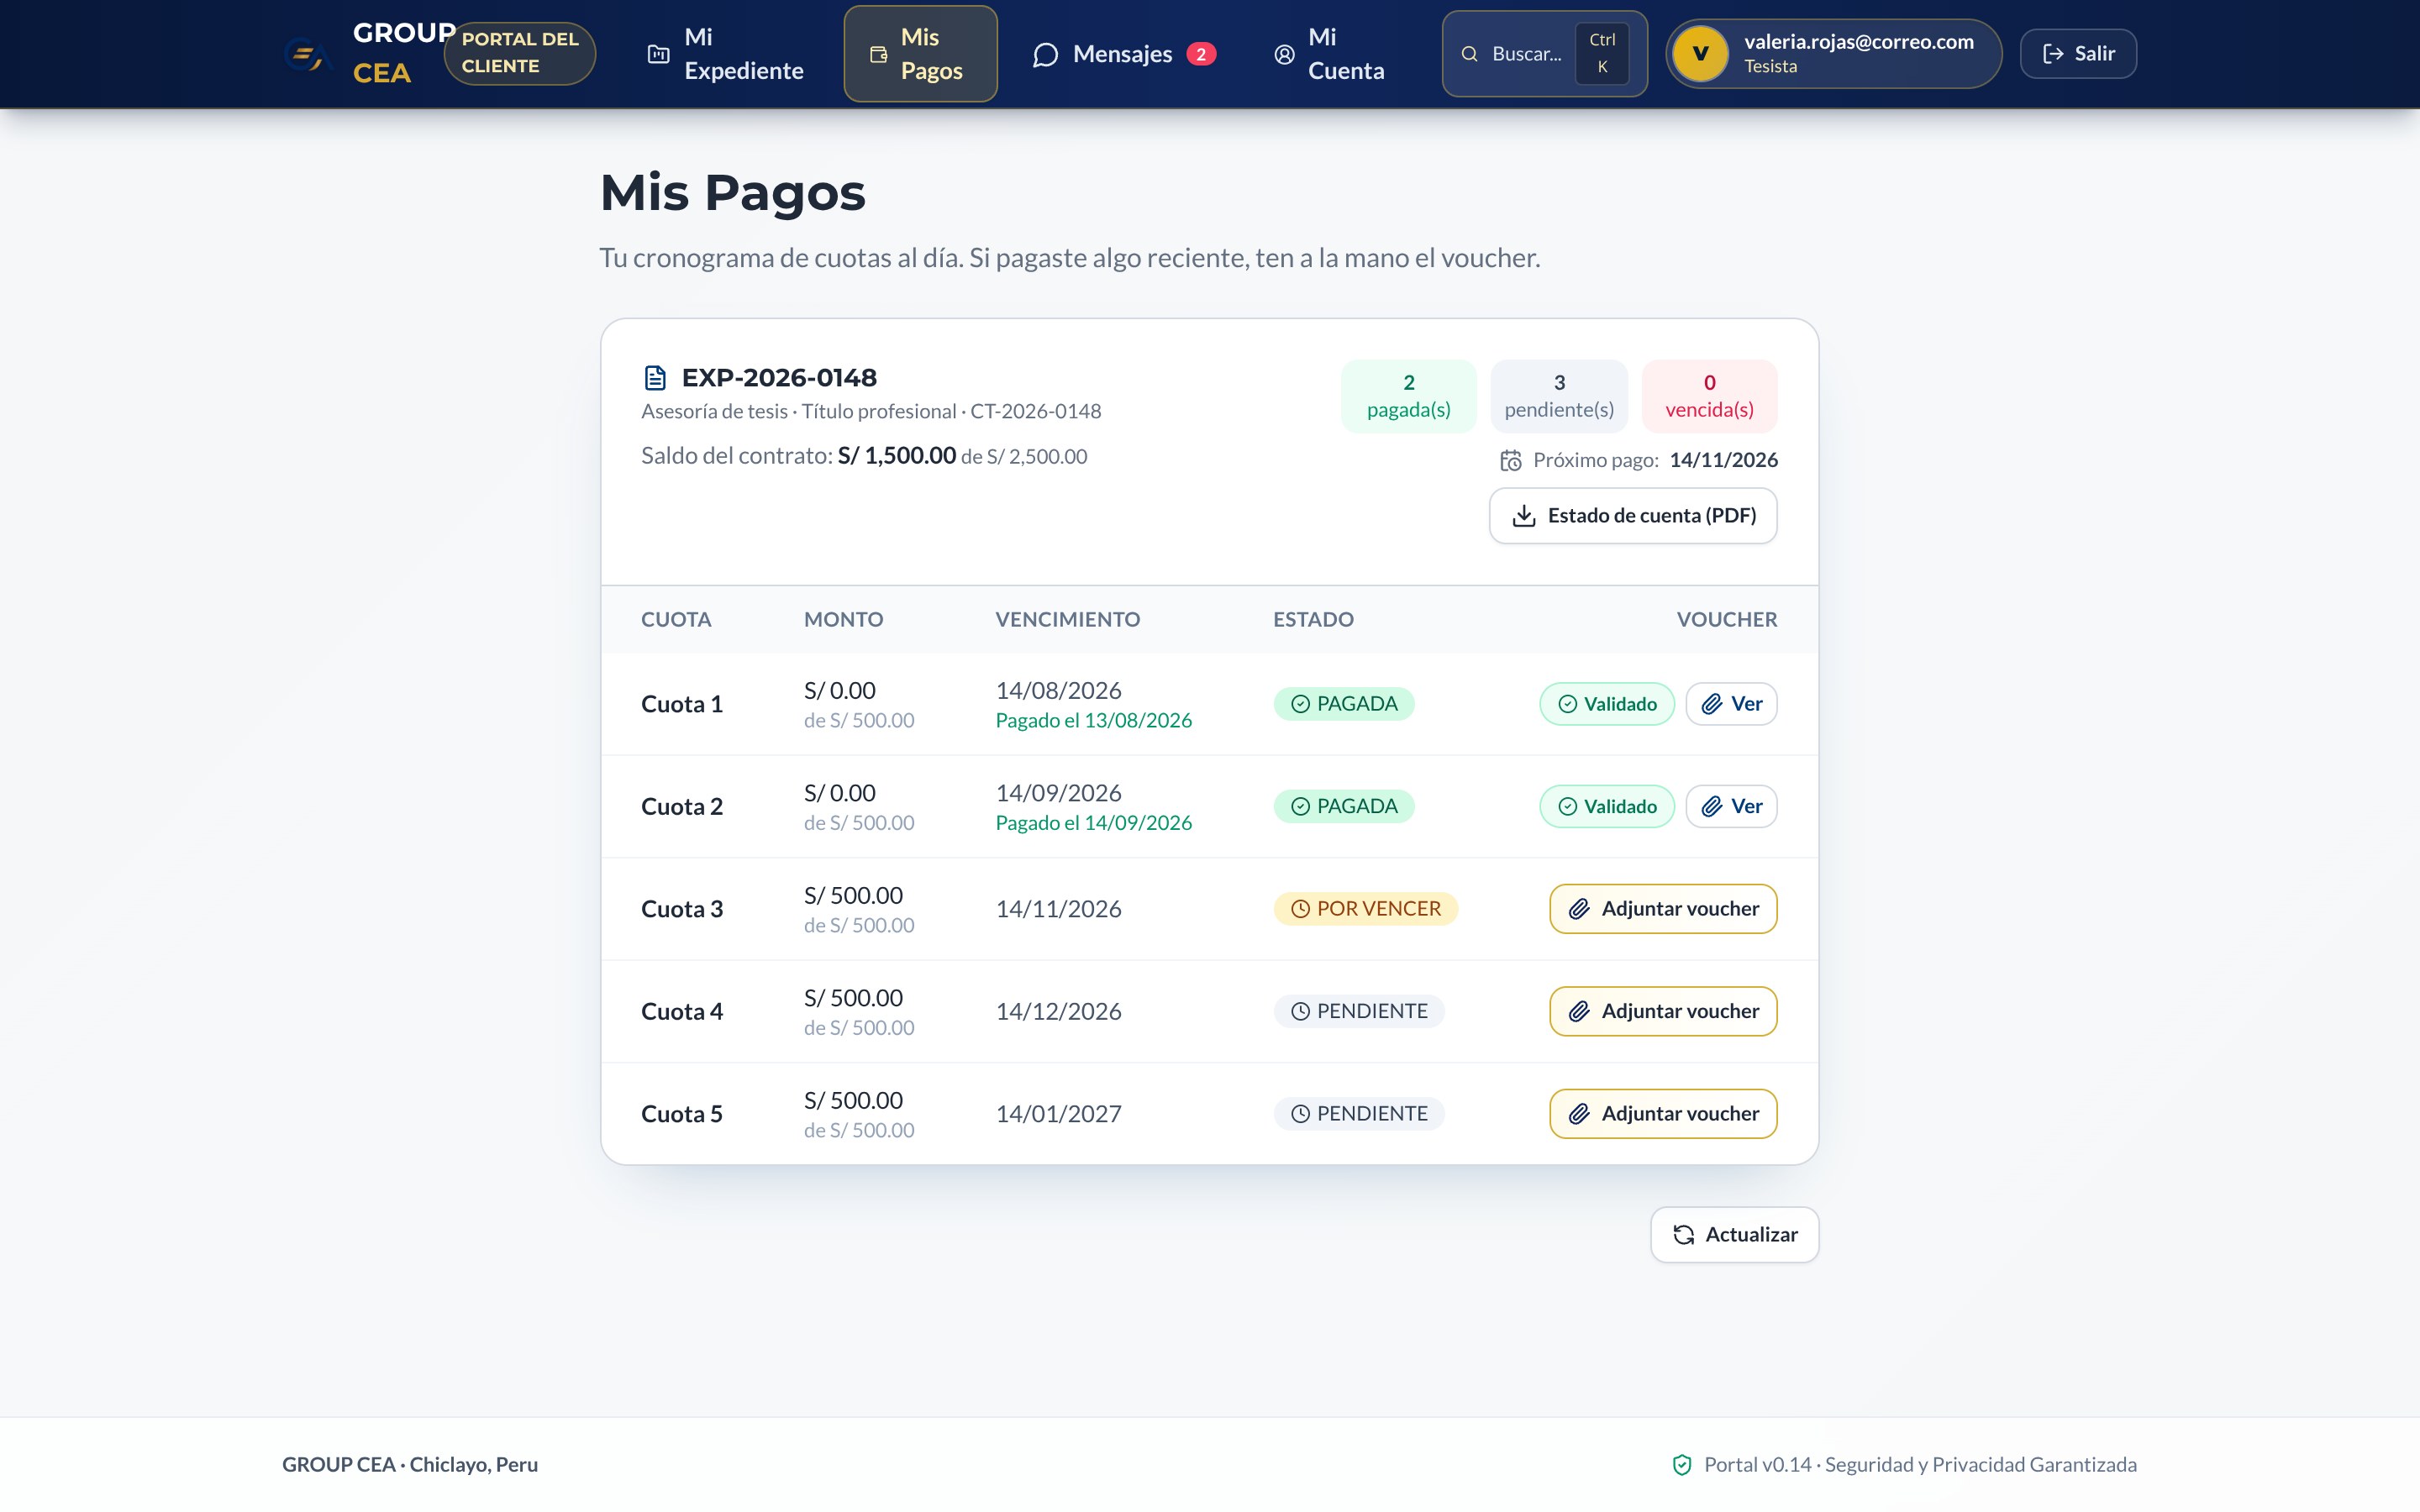 GROUP
CEA
PORTAL DEL
CLIENTE
Mi
Expediente
Mis
Pagos
Mensajes 2
Mi
Cuenta
Buscar...
Ctrl
K
V
valeria.rojas@correo.com
Tesista
Salir
Mis Pagos
Tu cronograma de cuotas al día. Si pagaste algo reciente, ten a la mano el voucher.
EXP-2026-0148
Asesoría de tesis · Título profesional · CT-2026-0148
Saldo del contrato: S/ 1,500.00 de S/ 2,500.00
2
pagada(s)
3
pendiente(s)
0
vencida(s)
Próximo pago: 14/11/2026
Estado de cuenta (PDF)
CUOTA MONTO VENCIMIENTO ESTADO VOUCHER
Cuota 1
S/ 0.00
de S/ 500.00
14/08/2026
Pagado el 13/08/2026
PAGADA
Validado
Ver
Cuota 2
S/ 0.00
de S/ 500.00
14/09/2026
Pagado el 14/09/2026
PAGADA
Validado
Ver
Cuota 3
S/ 500.00
de S/ 500.00
14/11/2026
POR VENCER
Adjuntar voucher
Cuota 4
S/ 500.00
de S/ 500.00
14/12/2026
PENDIENTE
Adjuntar voucher
Cuota 5
S/ 500.00
de S/ 500.00
14/01/2027
PENDIENTE
Adjuntar voucher
Actualizar
GROUP CEA · Chiclayo, Peru
Portal v0.14 · Seguridad y Privacidad Garantizada